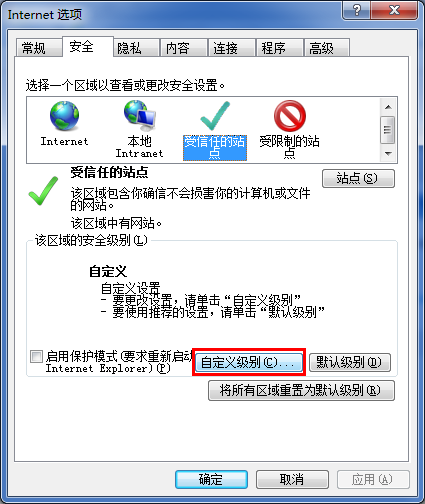 Internet 选项
常规 安全 隐私 内容 连接 程序 高级
选择一个区域以查看或更改安全设置。
Internet 本地 Intranet 受信任的站点 受限制的站点
受信任的站点
站点(S)
该区域包含你确信不会损害你的计算机或文件
的网站。
该区域中有网站。
该区域的安全级别(L)
自定义
自定义设置
- 要更改设置，请单击“自定义级别”
- 要使用推荐的设置，请单击“默认级别”
启用保护模式(要求重新启动
Internet Explorer)(P)
自定义级别(C)... 默认级别(D)
将所有区域重置为默认级别(R)
确定 取消 应用(A)